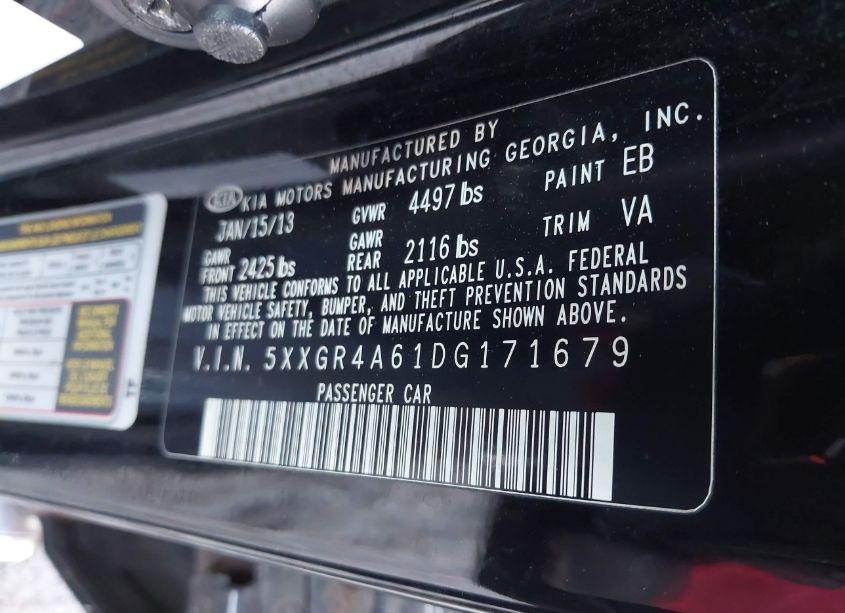 MANUFACTURED BY
KIA KIA MOTORS MANUFACTURING GEORGIA, INC.
JAN/15/13 GVWR 4497 lbs PAINT EB
GAWR FRONT 2425 lbs GAWR REAR 2116 lbs TRIM VA
THIS VEHICLE CONFORMS TO ALL APPLICABLE U.S.A. FEDERAL
MOTOR VEHICLE SAFETY, BUMPER, AND THEFT PREVENTION STANDARDS
IN EFFECT ON THE DATE OF MANUFACTURE SHOWN ABOVE.
V.I.N. 5XXGR4A61DG171679
PASSENGER CAR